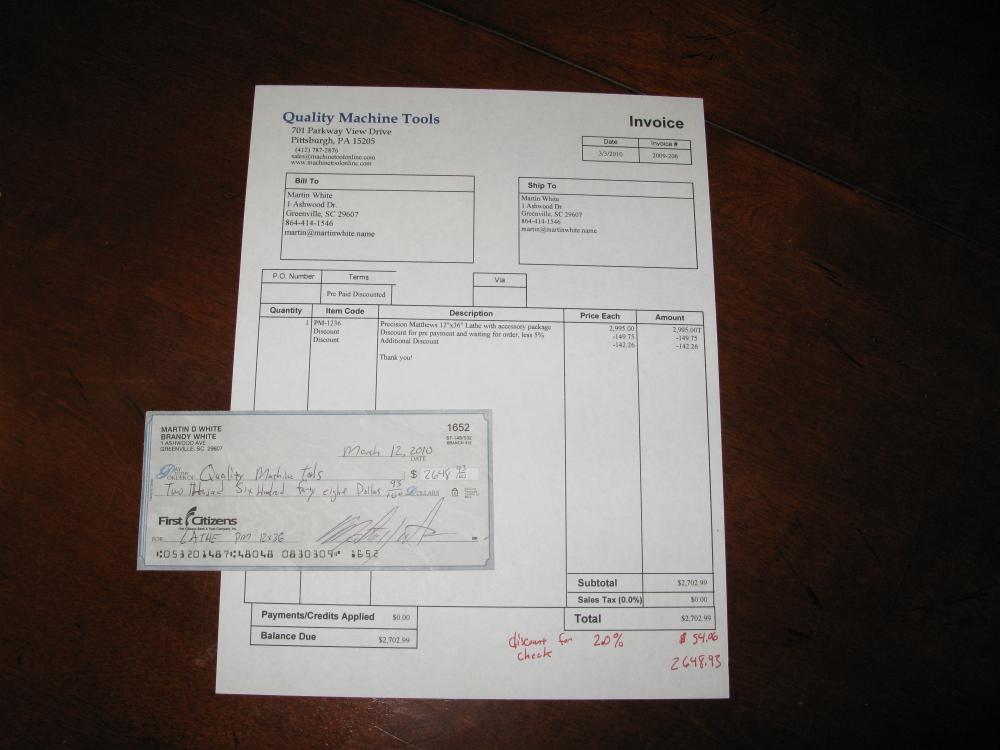 Quality Machine Tools
701 Parkway View Drive
Pittsburgh, PA 15205
(412) 787-2876
sales@machinetoolonline.com
www.machinetoolonline.com
Invoice
Date Invoice #
3/3/2010 2009-206
Bill To
Martin White
1 Ashwood Dr.
Greenville, SC 29607
864-414-1546
martin@martinwhite.name
Ship To
Martin White
1 Ashwood Dr.
Greenville, SC 29607
864-414-1546
martin@martinwhite.name
P.O. Number Terms Via
Pre Paid Discounted
Quantity Item Code Description Price Each Amount
1 PM-1236 Precision Matthews 12"x36" Lathe with accessory package 2,995.00 2,995.00T
Discount Discount for pre payment and waiting for order, less 5% -149.75 -149.75
Discount Additional Discount -142.26 -142.26
Thank you!
MARTIN D WHITE
BRANDY WHITE
1 ASHWOOD AVE
GREENVILLE, SC 29607
1652
March 12, 2010
DATE
PAY TO THE ORDER OF Quality Machine Tools $ 2648 93/100
Two Thousand Six Hundred forty eight Dollars 93/100 DOLLARS
First Citizens
FOR LATHE PM 12x36
Subtotal $2,702.99
Sales Tax (0.0%) $0.00
Total $2,702.99
Payments/Credits Applied $0.00
Balance Due $2,702.99
discount for check 2.0% $ 54.06
2648.93